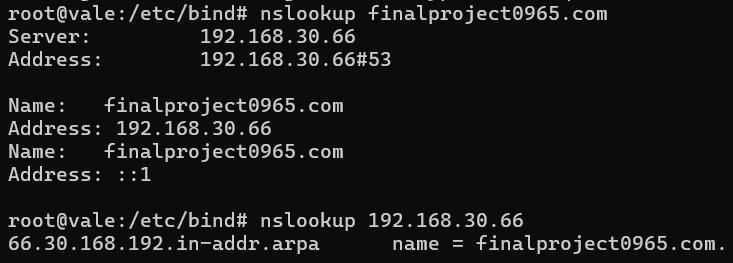 root@vale:/etc/bind# nslookup finalproject0965.com
Server:         192.168.30.66
Address:        192.168.30.66#53

Name:   finalproject0965.com
Address: 192.168.30.66
Name:   finalproject0965.com
Address: ::1

root@vale:/etc/bind# nslookup 192.168.30.66
66.30.168.192.in-addr.arpa      name = finalproject0965.com.